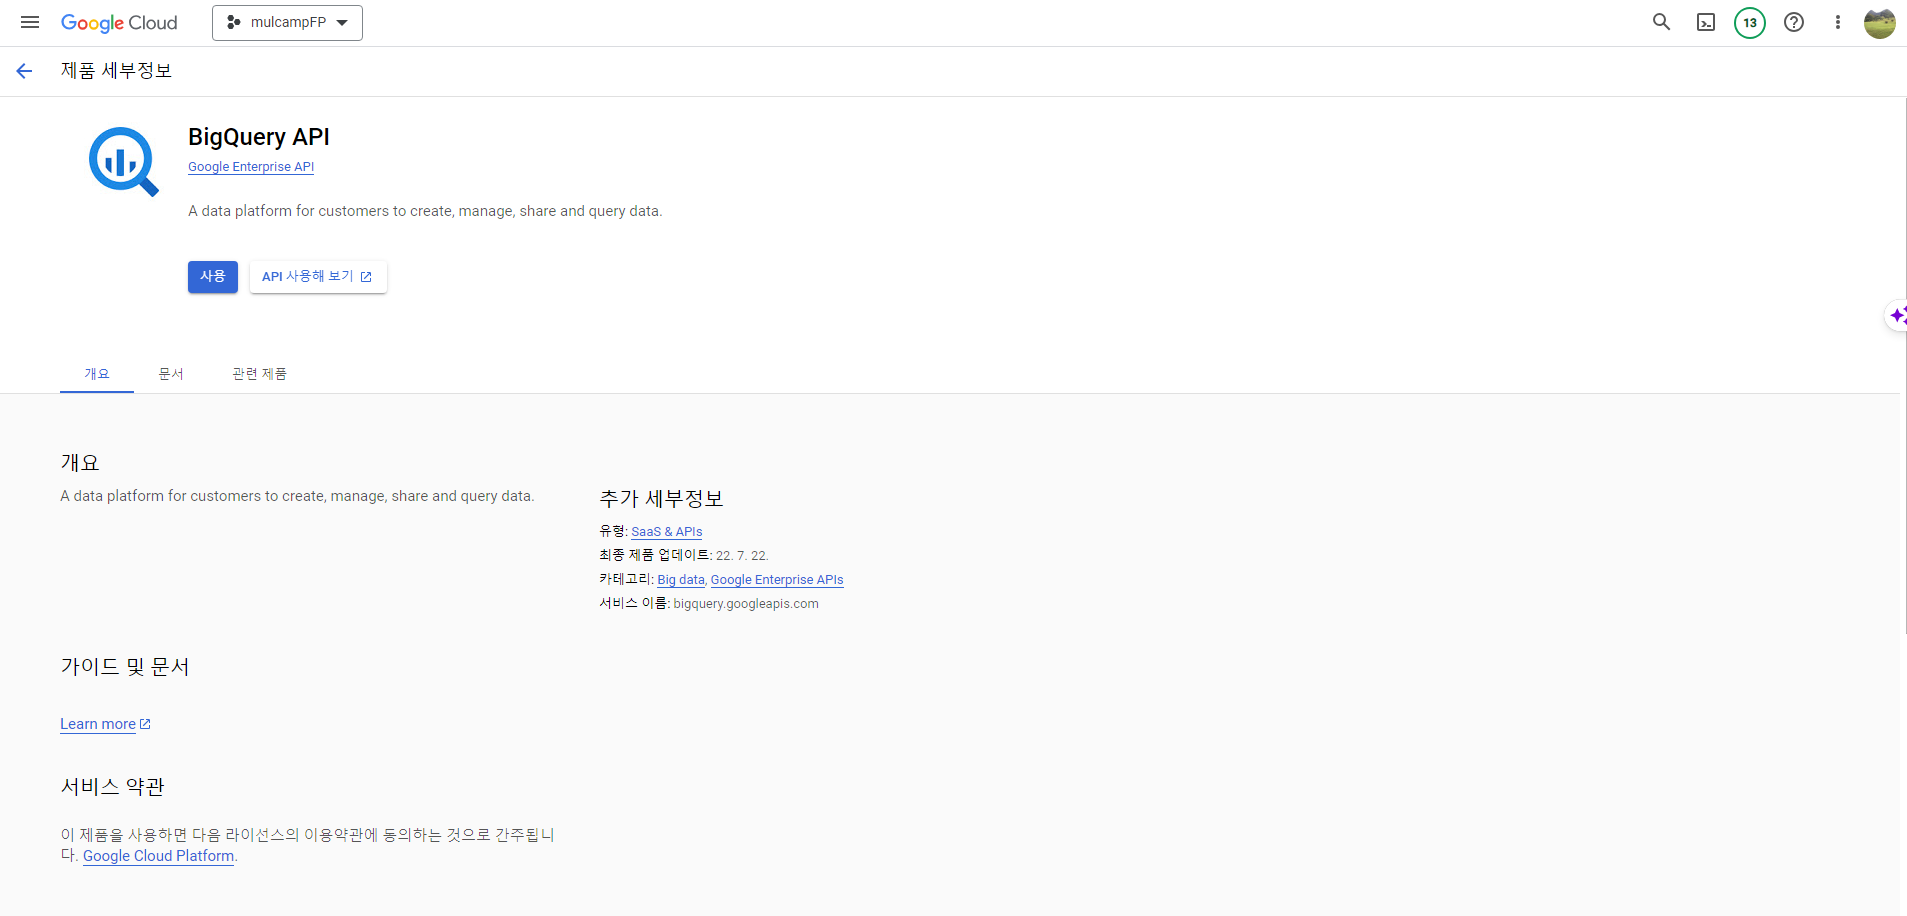 Google Cloud
mulcampFP
13
제품 세부정보
BigQuery API
Google Enterprise API
A data platform for customers to create, manage, share and query data.
사용
API 사용해 보기
개요
문서
관련 제품
개요
A data platform for customers to create, manage, share and query data.
추가 세부정보
유형: SaaS & APIs
최종 제품 업데이트: 22. 7. 22.
카테고리: Big data, Google Enterprise APIs
서비스 이름: bigquery.googleapis.com
가이드 및 문서
Learn more
서비스 약관
이 제품을 사용하면 다음 라이선스의 이용약관에 동의하는 것으로 간주됩니
다. Google Cloud Platform.